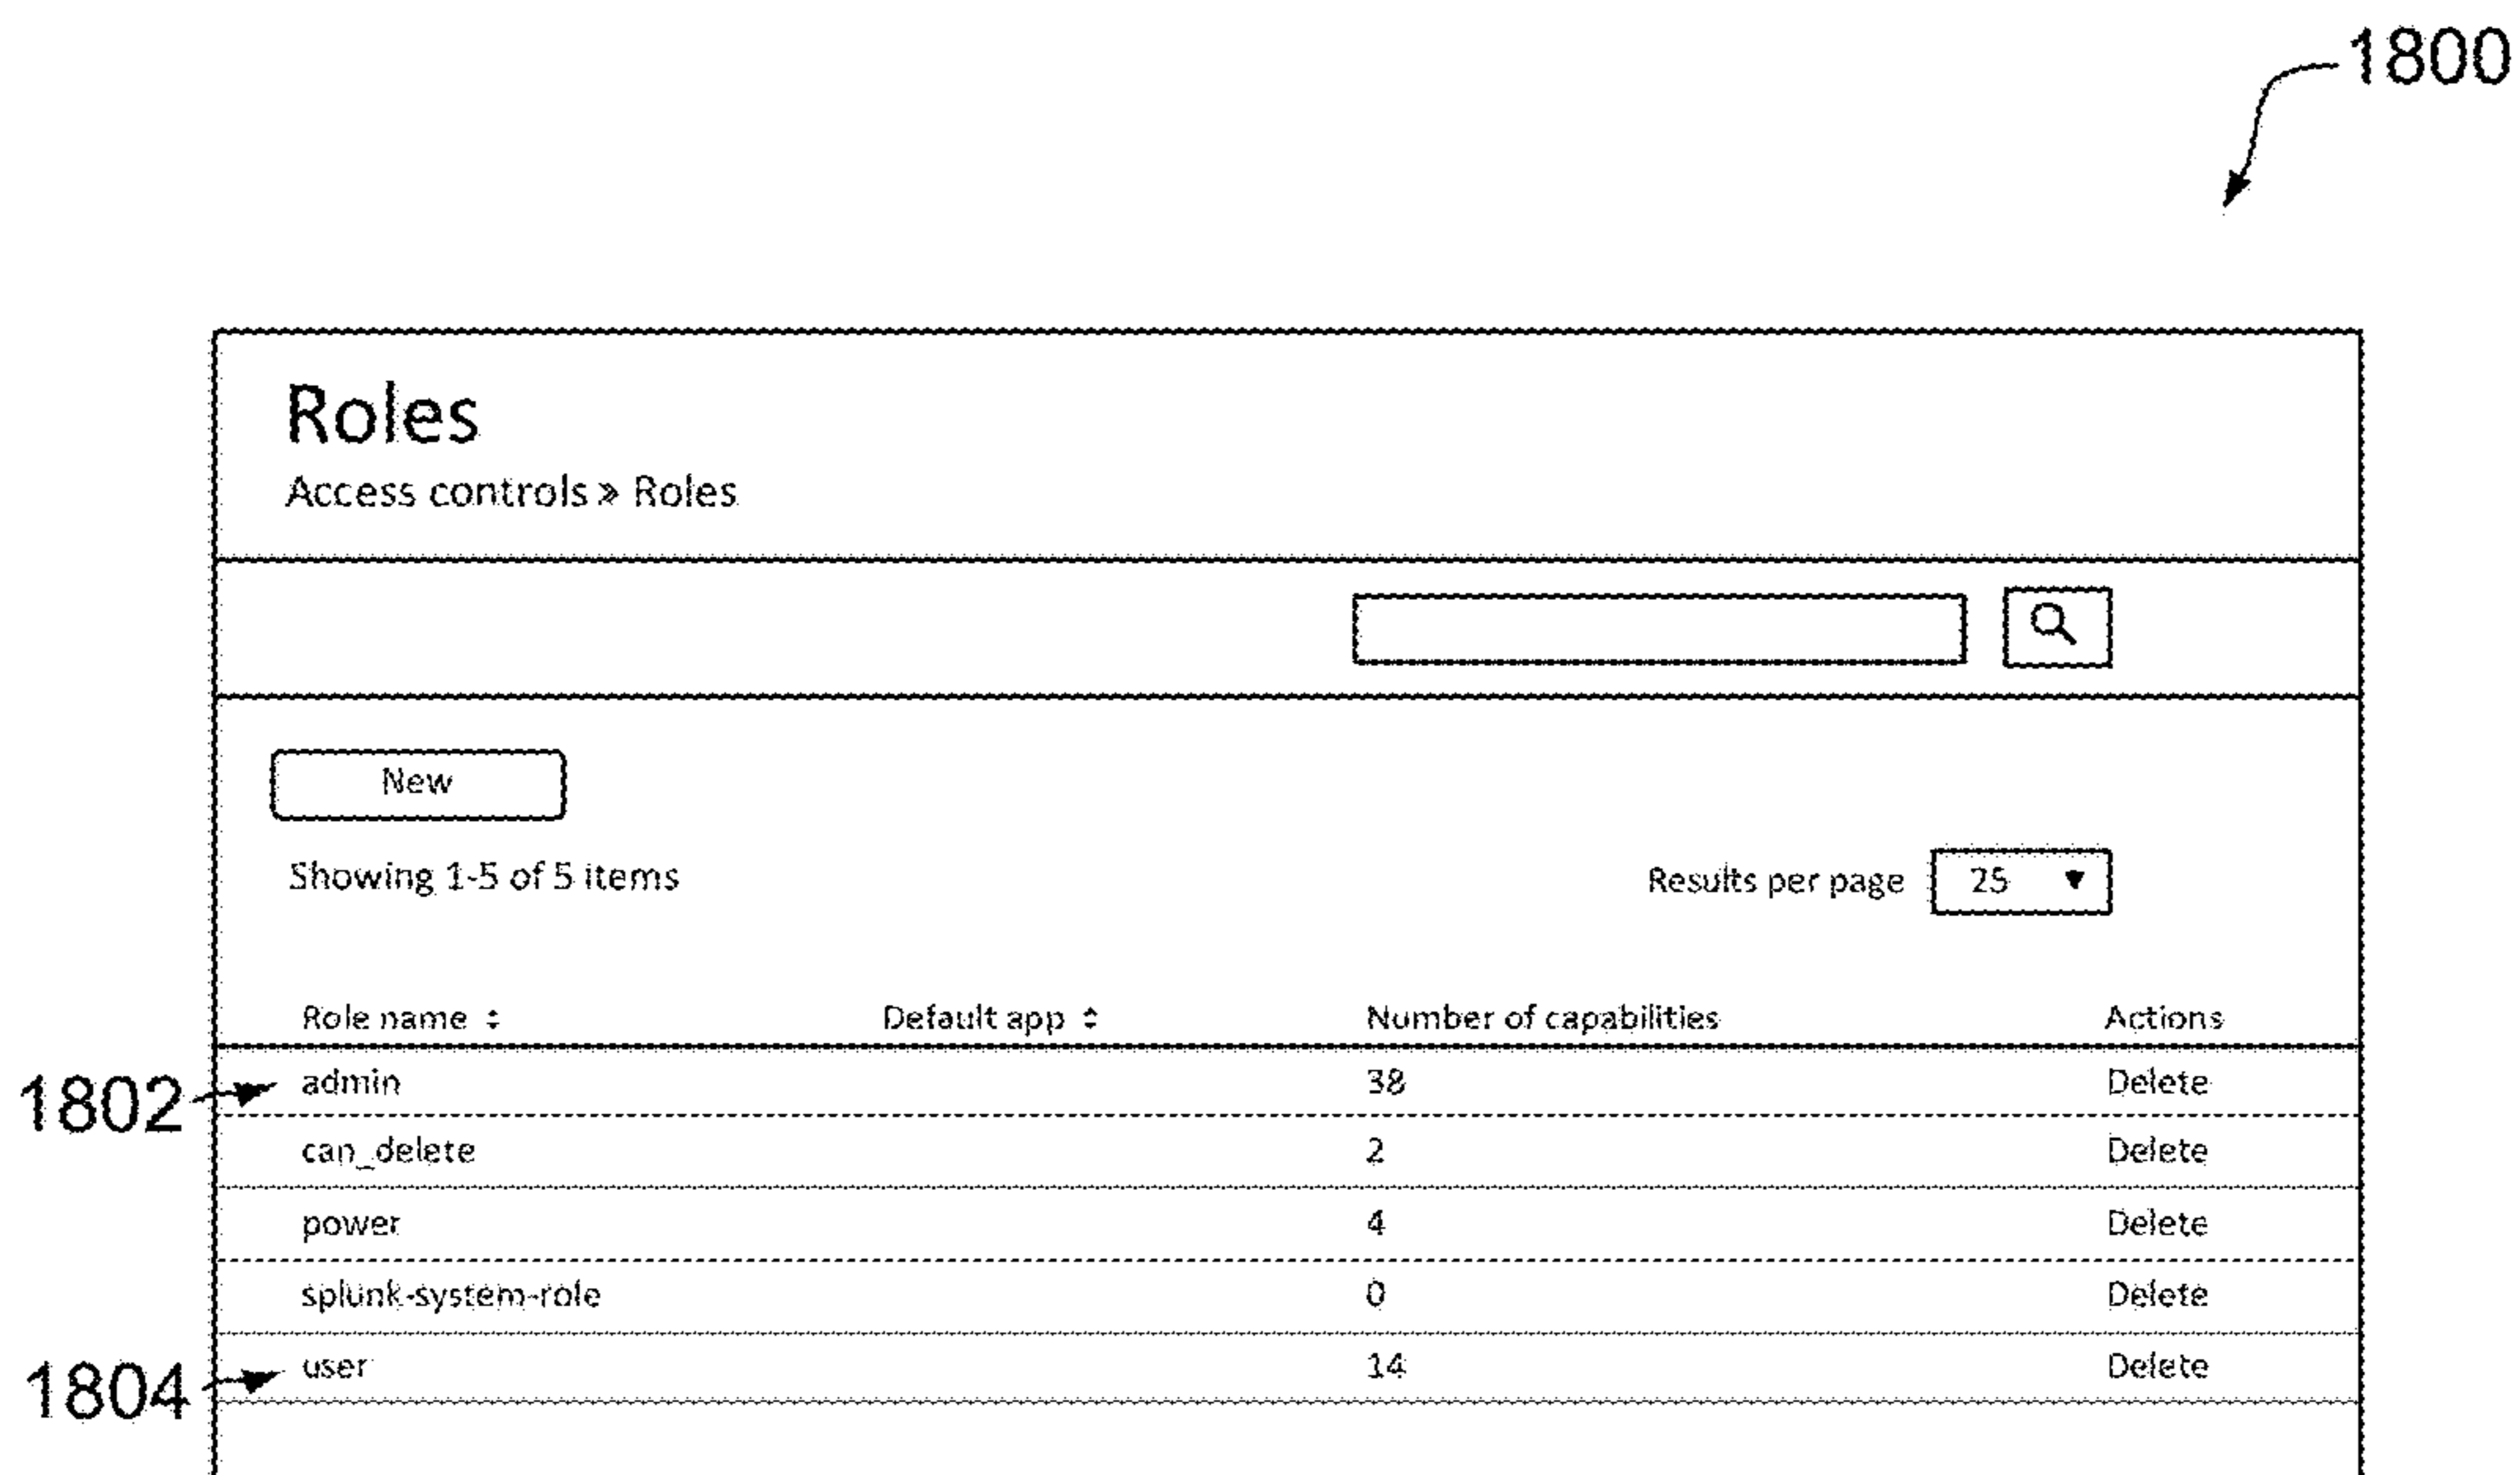 1800
Roles
Access controls » Roles
New
Showing 1-5 of 5 items
Results per page 25
Role name Default app Number of capabilities Actions
1802 admin 38 Delete
can_delete 2 Delete
power 4 Delete
splunk-system-role 0 Delete
1804 user 14 Delete